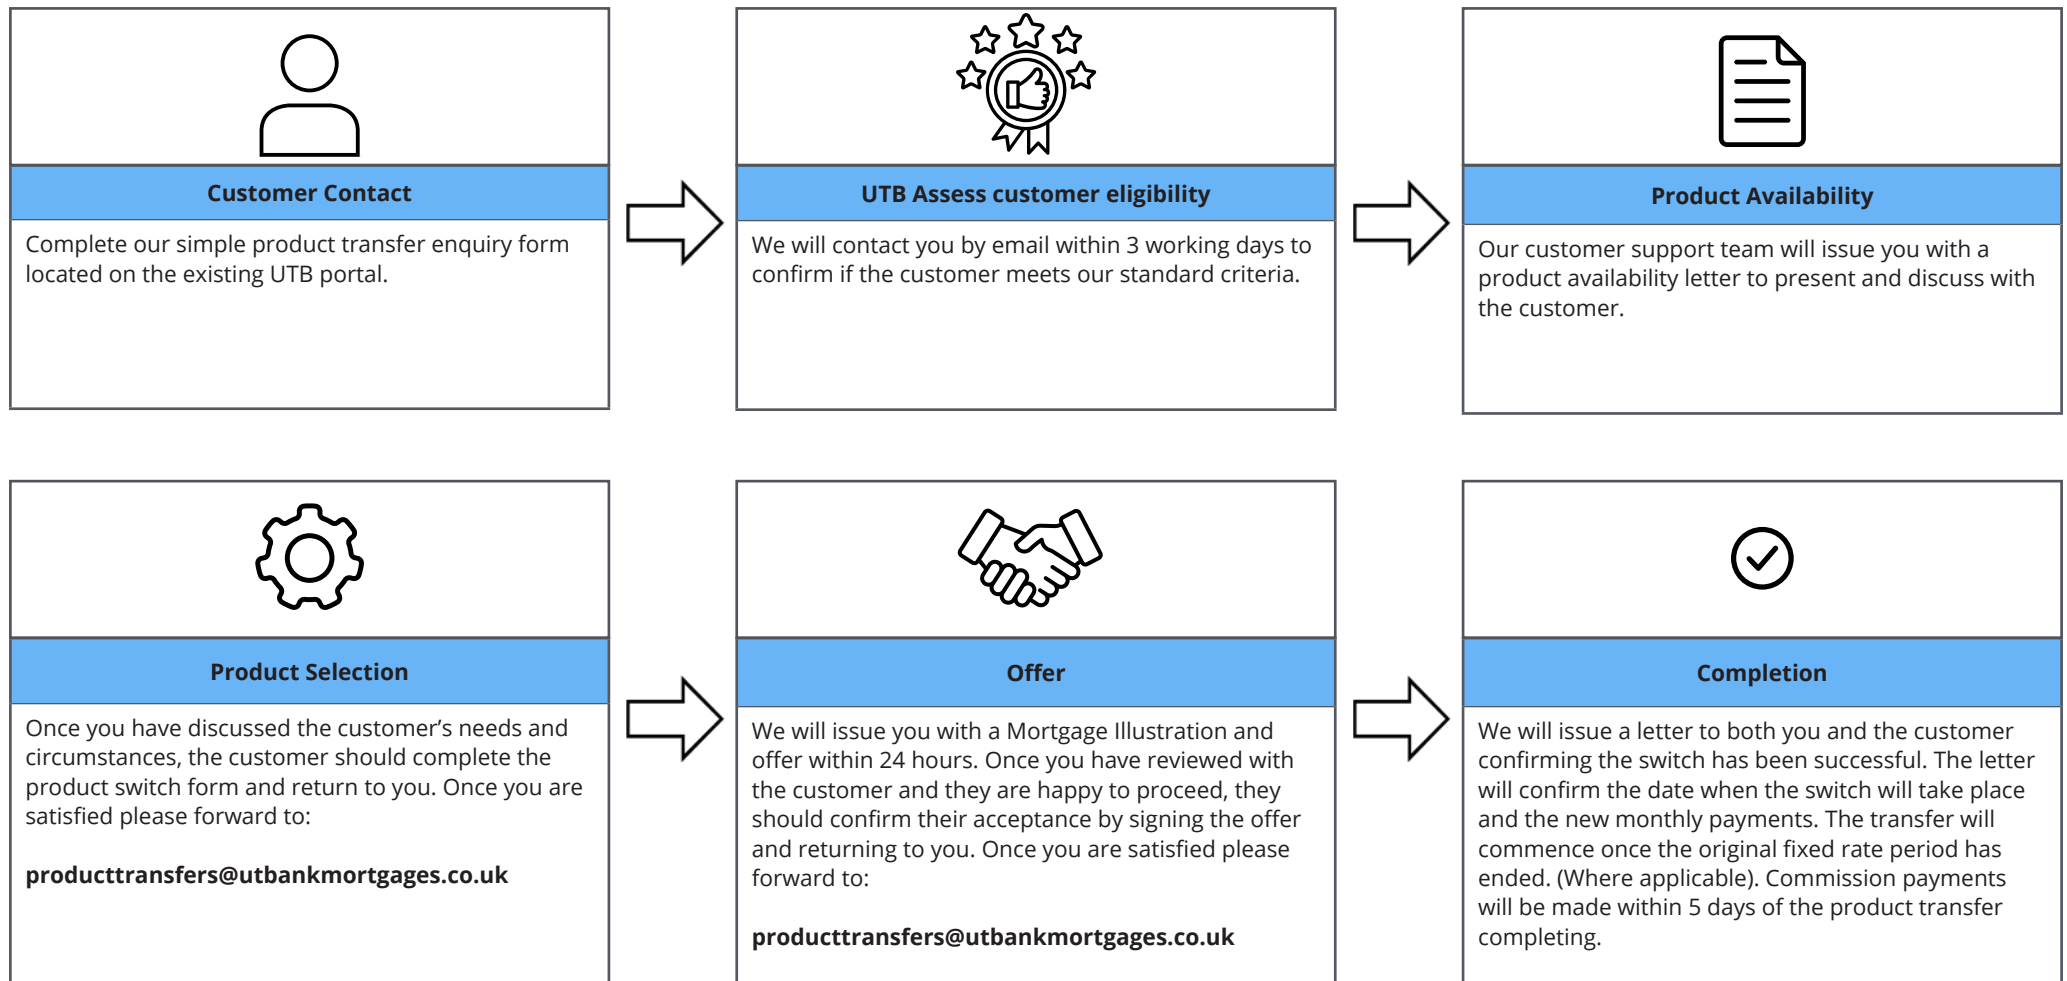 Customer Contact
Complete our simple product transfer enquiry form
located on the existing UTB portal.
UTB Assess customer eligibility
We will contact you by email within 3 working days to
confirm if the customer meets our standard criteria.
Product Availability
Our customer support team will issue you with a
product availability letter to present and discuss with
the customer.
Product Selection
Once you have discussed the customer’s needs and
circumstances, the customer should complete the
product switch form and return to you. Once you are
satisfied please forward to:
producttransfers@utbankmortgages.co.uk
Offer
We will issue you with a Mortgage Illustration and
offer within 24 hours. Once you have reviewed with
the customer and they are happy to proceed, they
should confirm their acceptance by signing the offer
and returning to you. Once you are satisfied please
forward to:
producttransfers@utbankmortgages.co.uk
Completion
We will issue a letter to both you and the customer
confirming the switch has been successful. The letter
will confirm the date when the switch will take place
and the new monthly payments. The transfer will
commence once the original fixed rate period has
ended. (Where applicable). Commission payments
will be made within 5 days of the product transfer
completing.